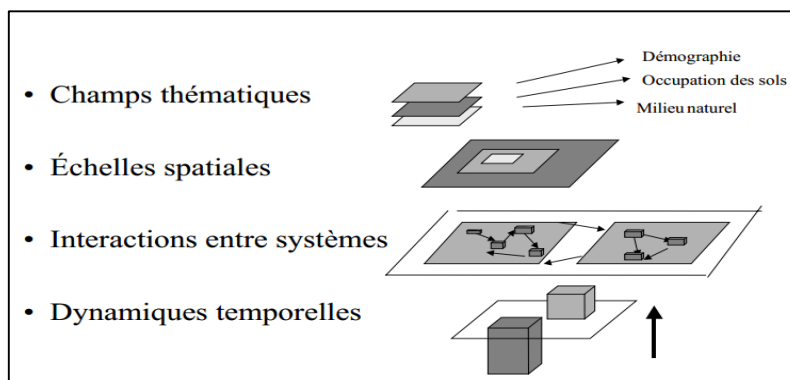 • Champs thématiques
Démographie
Occupation des sols
Milieu naturel
• Échelles spatiales
• Interactions entre systèmes
• Dynamiques temporelles